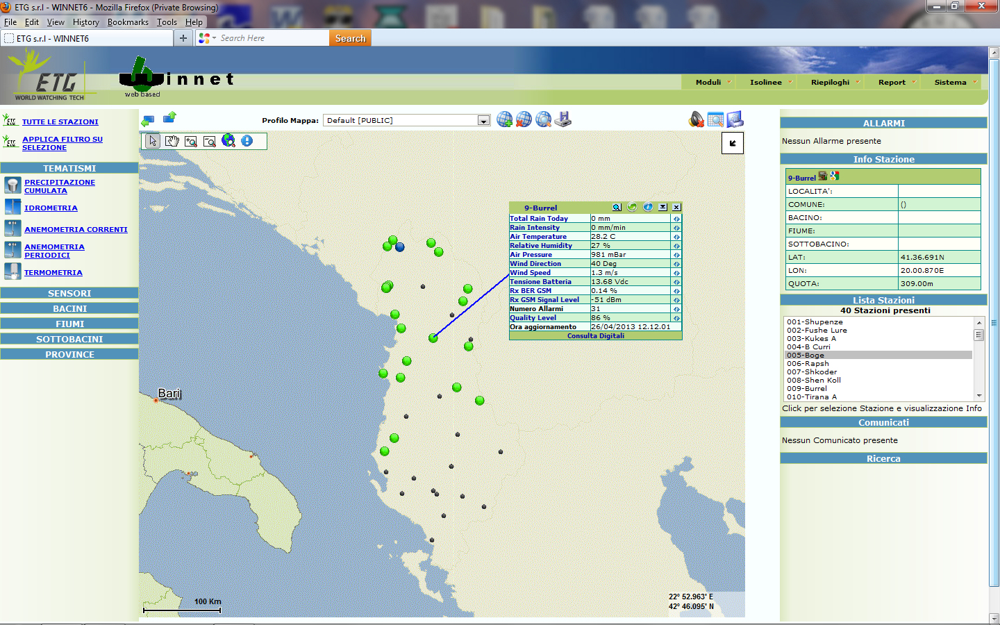 ETG s.r.l - WINNET6 - Mozilla Firefox (Private Browsing)
File Edit View History Bookmarks Tools Help
ETG s.r.l - WINNET6
Search Here
Search
ETG
WORLD WATCHING TECH
winnet
web based
Moduli Isolinee Riepiloghi Report Sistema
TUTTE LE STAZIONI
APPLICA FILTRO SU
SELEZIONE
TEMATISMI
PRECIPITAZIONE
CUMULATA
IDROMETRIA
ANEMOMETRIA CORRENTI
ANEMOMETRIA
PERIODICI
TERMOMETRIA
SENSORI
BACINI
FIUMI
SOTTOBACINI
PROVINCE
Profilo Mappa: Default [PUBLIC]
9-Burrel
Total Rain Today 0 mm
Rain Intensity 0 mm/min
Air Temperature 28.2 C
Relative Humidity 27 %
Air Pressure 981 mBar
Wind Direction 40 Deg
Wind Speed 1.3 m/s
Tensione Batteria 13.68 Vdc
Rx BER GSM 0.14 %
Rx GSM Signal Level -51 dBm
Numero Allarmi 31
Quality Level 86 %
Ora aggiornamento 26/04/2013 12.12.01
Consulta Digitali
Bari
100 Km
22° 52.963' E
42° 46.095' N
ALLARMI
Nessun Allarme presente
Info Stazione
9-Burrel
LOCALITA':
COMUNE: ()
BACINO:
FIUME:
SOTTOBACINO:
LAT: 41.36.691N
LON: 20.00.870E
QUOTA: 309.00m
Lista Stazioni
40 Stazioni presenti
001-Shupenze
002-Fushe Lure
003-Kukes A
004-B Curri
005-Boge
006-Rapsh
007-Shkoder
008-Shen Koll
009-Burrel
010-Tirana A
Click per selezione Stazione e visualizzazione Info
Comunicati
Nessun Comunicato presente
Ricerca